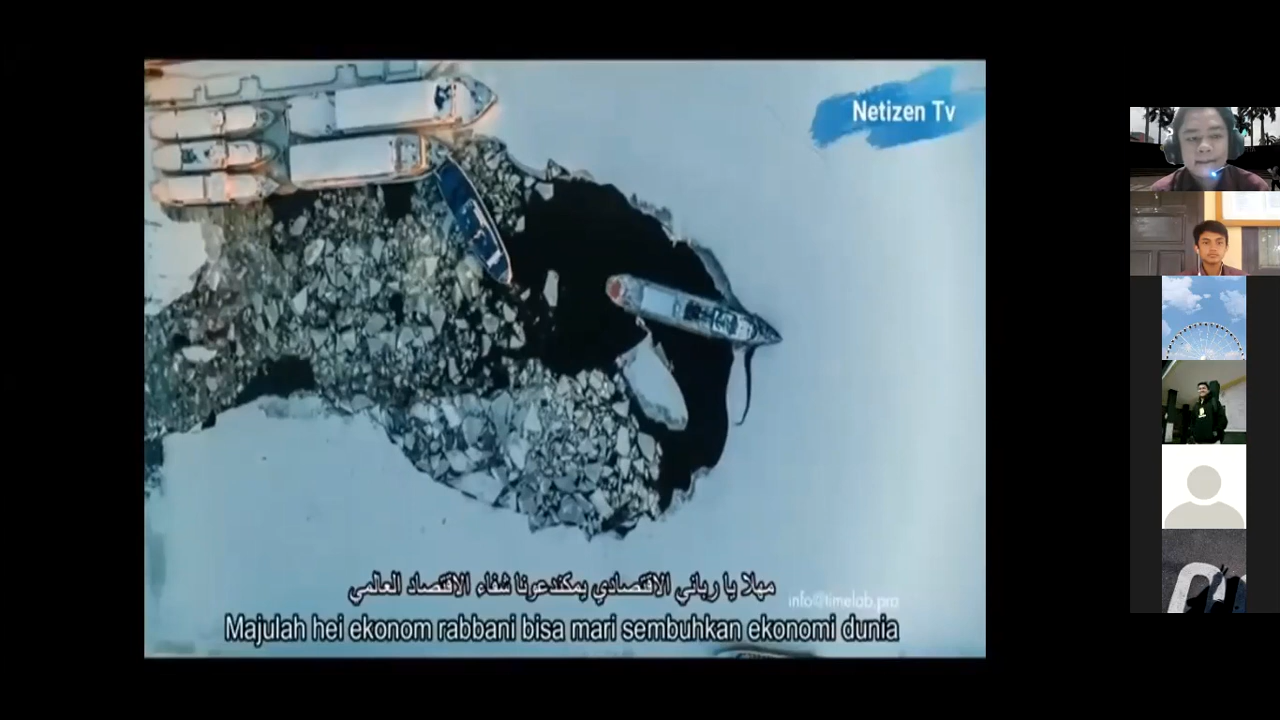 Netizen Tv
مهلا يا رباني الاقتصادي يمكندعونا شفاء الاقتصاد العالمي
info@timelab.pro
Majulah hei ekonom rabbani bisa mari sembuhkan ekonomi dunia